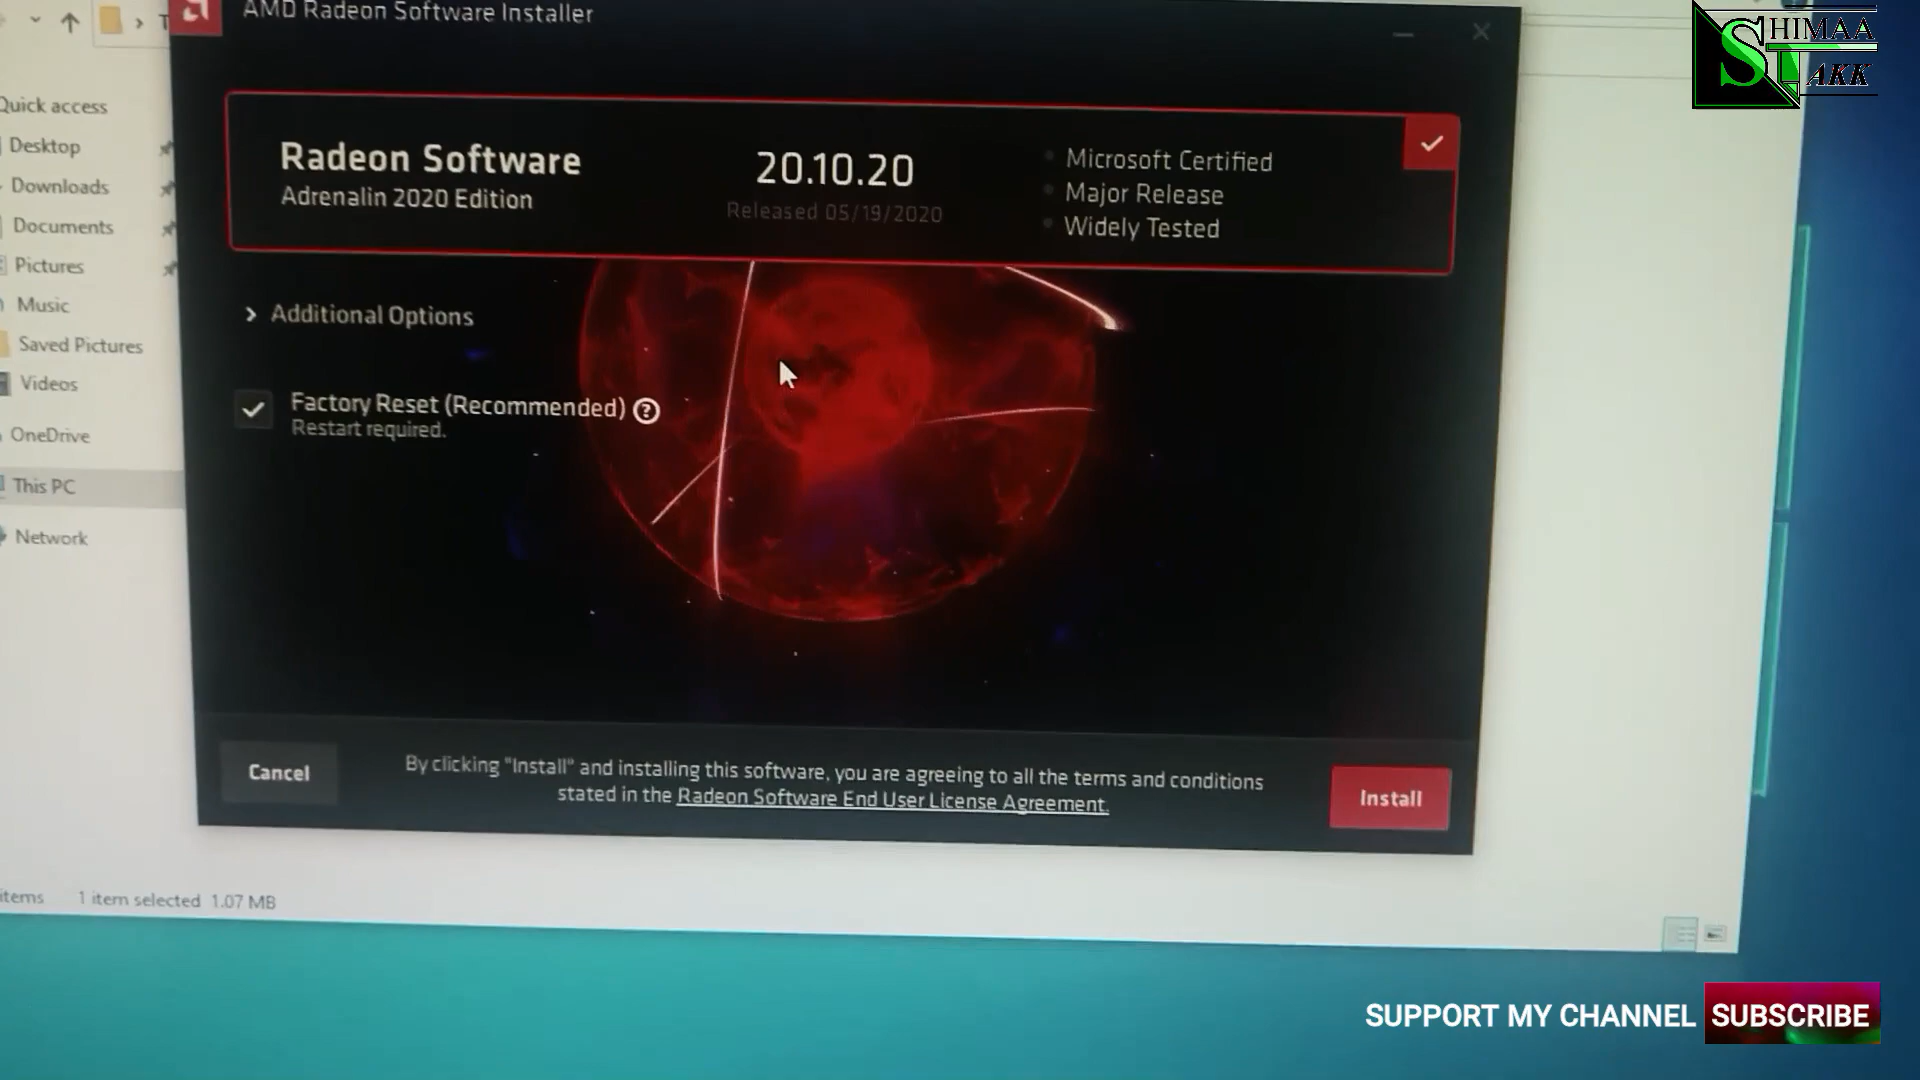 AMD Radeon Software Installer
SHIMAA
STAKK
Quick access
Desktop
Downloads
Documents
Pictures
Music
Saved Pictures
Videos
OneDrive
This PC
Network
Radeon Software
Adrenalin 2020 Edition
20.10.20
Released 05/19/2020
Microsoft Certified
Major Release
Widely Tested
Additional Options
Factory Reset (Recommended) ?
Restart required.
Cancel
By clicking "Install" and installing this software, you are agreeing to all the terms and conditions
stated in the Radeon Software End User License Agreement.
Install
items 1 item selected 1.07 MB
SUPPORT MY CHANNEL SUBSCRIBE